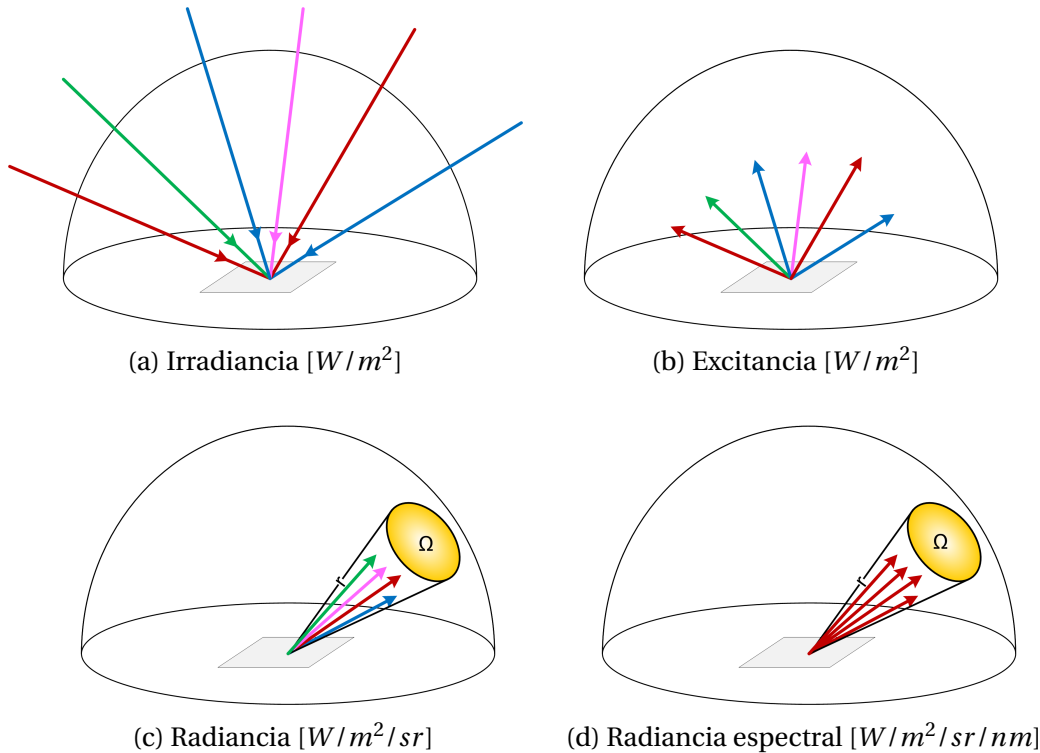 (a) Irradiancia [W/m²]
(b) Excitancia [W/m²]
Ω
r
(c) Radiancia [W/m²/sr]
Ω
r
(d) Radiancia espectral [W/m²/sr/nm]